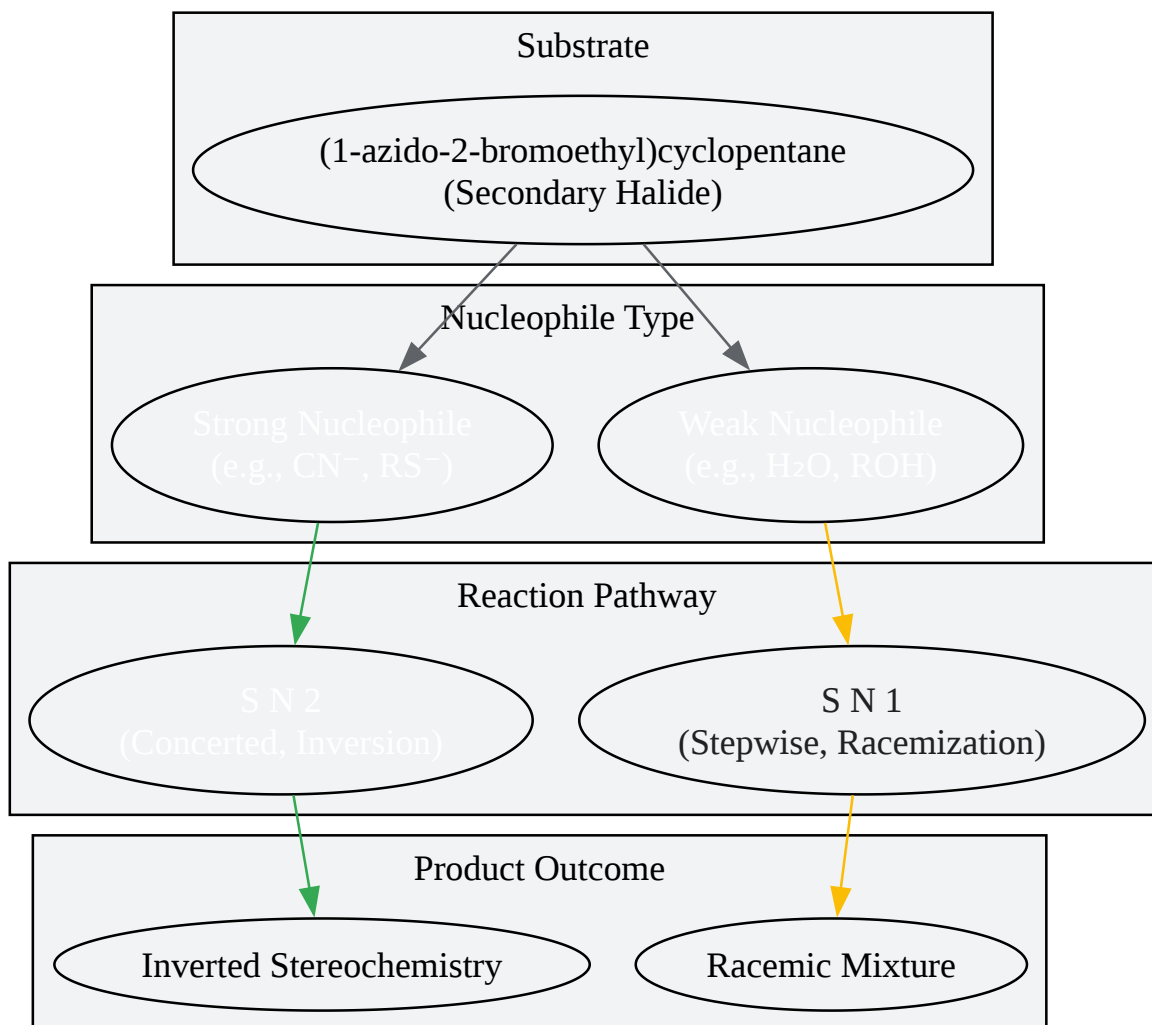 Substrate
(1-azido-2-bromoethyl)cyclopentane
(Secondary Halide)
Nucleophile Type
Strong Nucleophile
(e.g., CN⁻, RS⁻)
Weak Nucleophile
(e.g., H₂O, ROH)
Reaction Pathway
S N 2
(Concerted, Inversion)
S N 1
(Stepwise, Racemization)
Product Outcome
Inverted Stereochemistry
Racemic Mixture